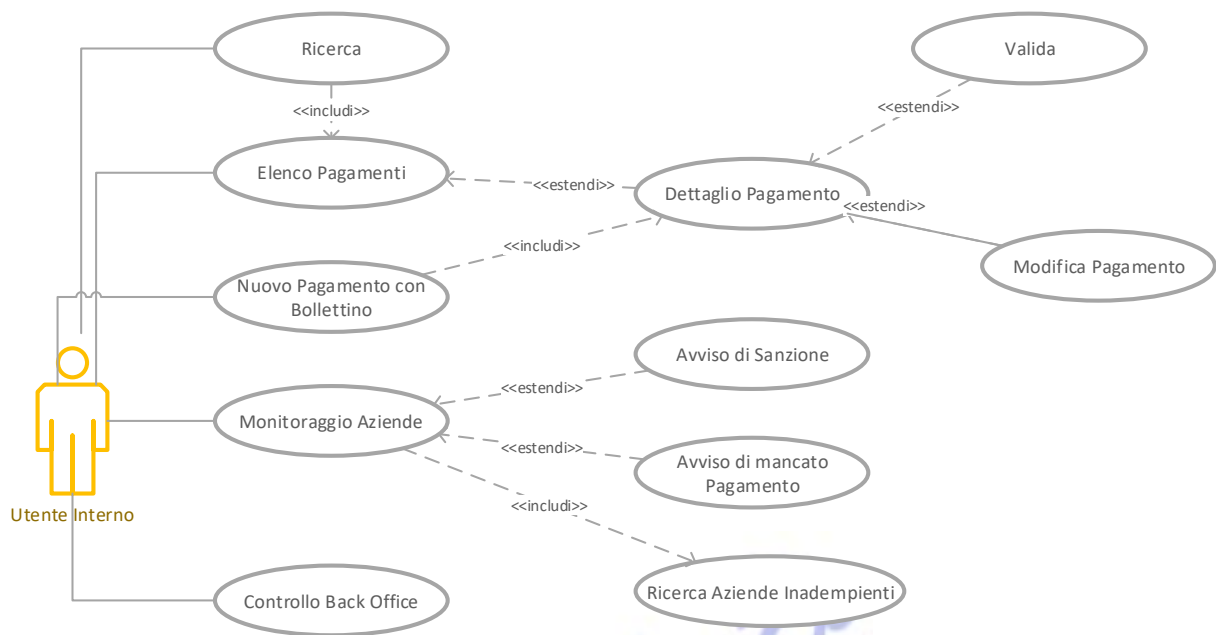 Ricerca
Valida
<<includi>>
<<estendi>>
Elenco Pagamenti
<<estendi>>
Dettaglio Pagamento
<<estendi>>
<<includi>>
Modifica Pagamento
Nuovo Pagamento con
Bollettino
Avviso di Sanzione
<<estendi>>
Monitoraggio Aziende
<<estendi>>
Avviso di mancato
Pagamento
<<includi>>
Utente Interno
Ricerca Aziende Inadempienti
Controllo Back Office